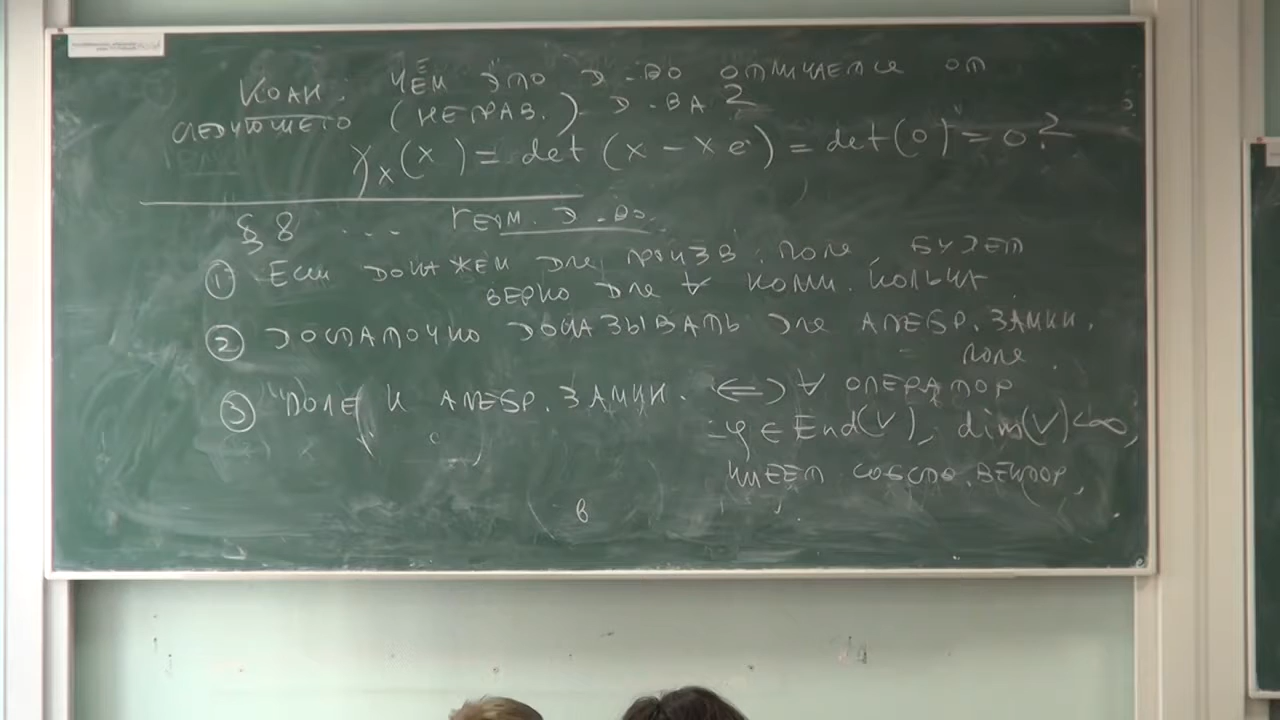 Коан. Чем это д-во отличается от
следующего (неправ.) д-ва?
χₓ(x) = det(x - xe) = det(0) = 0?
§ 8 ... геом. д-во.
① Если докажем для произв. поле, будет
верно для ∀ комм. кольца
② Достаточно доказывать для алгебр. замкн.
поле.
③ "Поле K алгебр. замкн. ⟺ ∀ оператор
φ ∈ End(V), dim(V)<∞,
имеет собств. вектор,